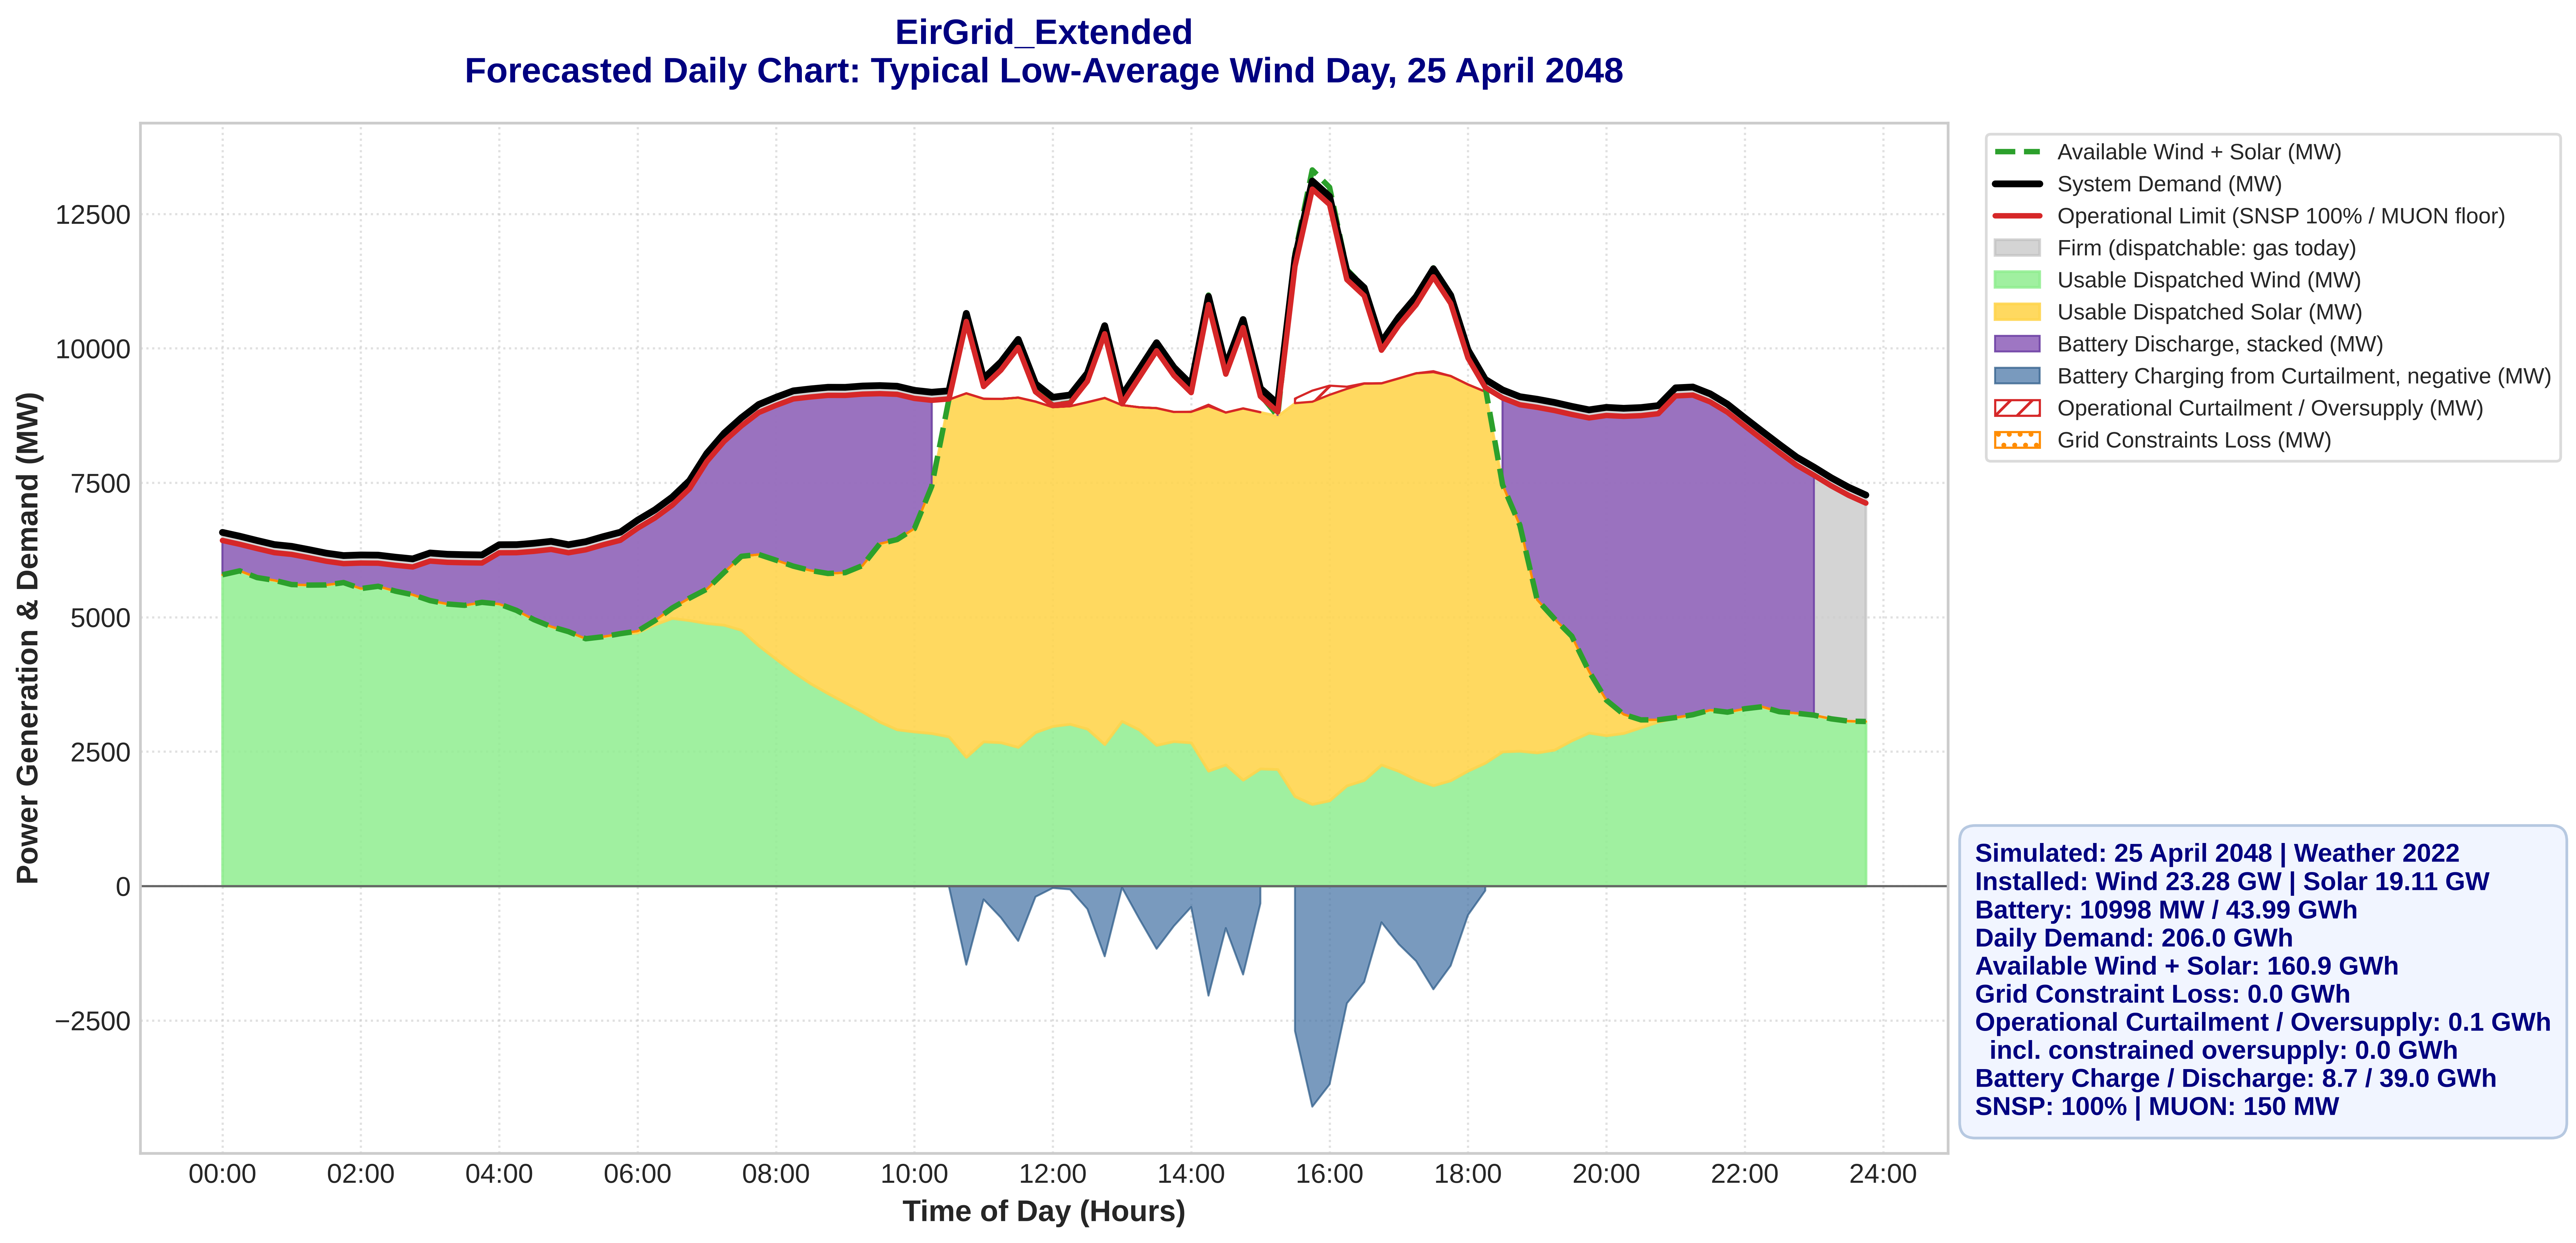 EirGrid_Extended
Forecasted Daily Chart: Typical Low-Average Wind Day, 25 April 2048
Power Generation & Demand (MW)
12500
10000
7500
5000
2500
0
−2500
00:00
02:00
04:00
06:00
08:00
10:00
12:00
14:00
16:00
18:00
20:00
22:00
24:00
Time of Day (Hours)
Available Wind + Solar (MW)
System Demand (MW)
Operational Limit (SNSP 100% / MUON floor)
Firm (dispatchable: gas today)
Usable Dispatched Wind (MW)
Usable Dispatched Solar (MW)
Battery Discharge, stacked (MW)
Battery Charging from Curtailment, negative (MW)
Operational Curtailment / Oversupply (MW)
Grid Constraints Loss (MW)
Simulated: 25 April 2048 | Weather 2022
Installed: Wind 23.28 GW | Solar 19.11 GW
Battery: 10998 MW / 43.99 GWh
Daily Demand: 206.0 GWh
Available Wind + Solar: 160.9 GWh
Grid Constraint Loss: 0.0 GWh
Operational Curtailment / Oversupply: 0.1 GWh
incl. constrained oversupply: 0.0 GWh
Battery Charge / Discharge: 8.7 / 39.0 GWh
SNSP: 100% | MUON: 150 MW